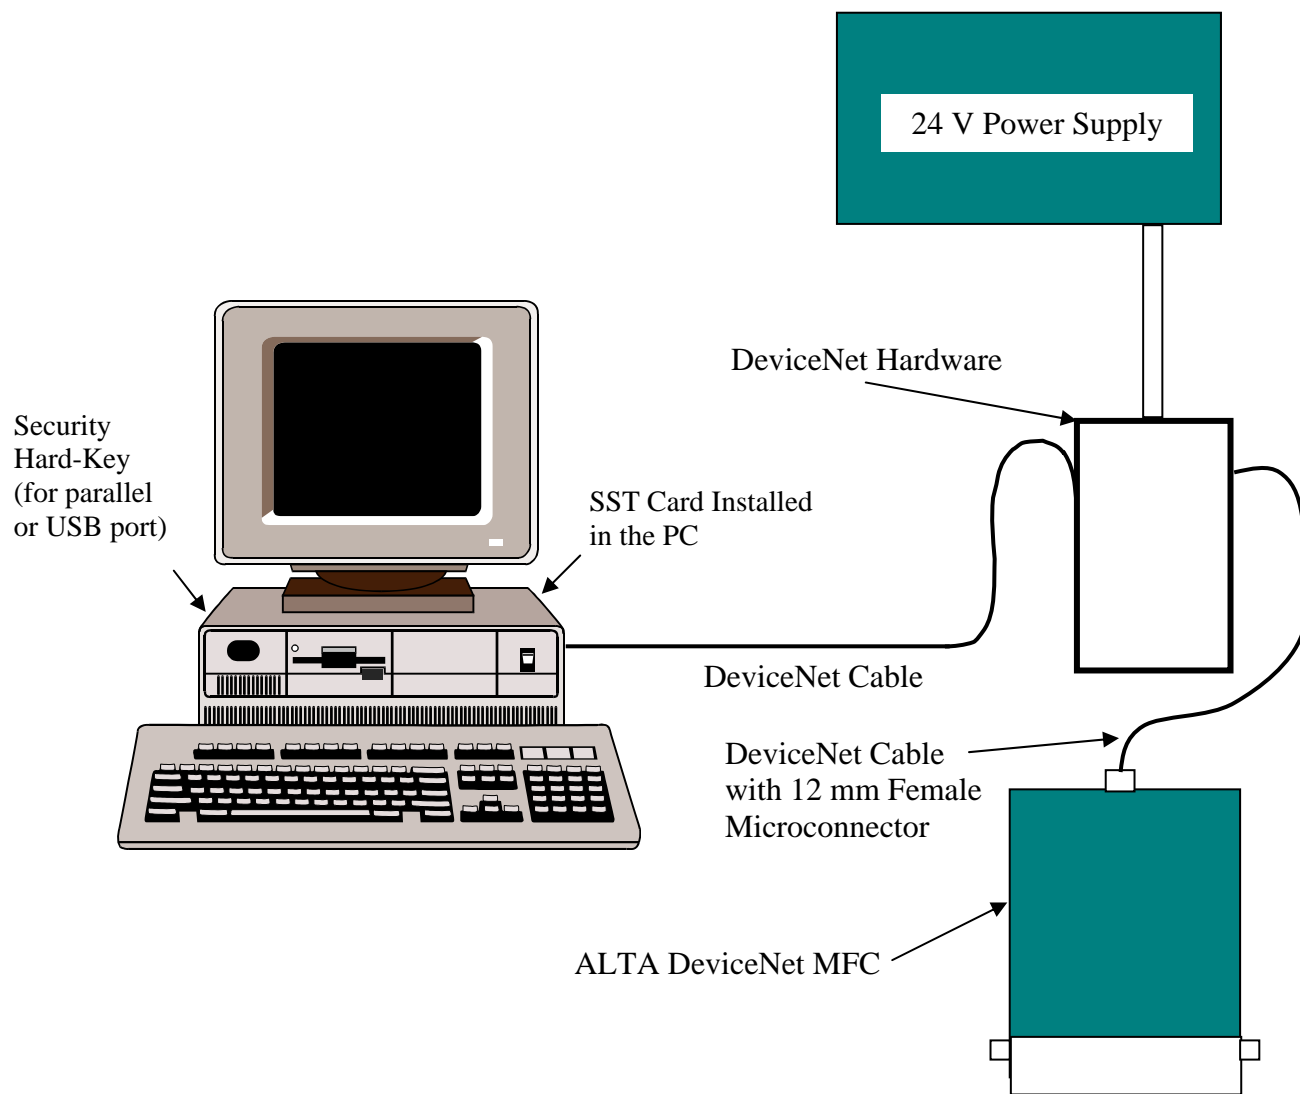 24 V Power Supply
DeviceNet Hardware
Security
Hard-Key
(for parallel
or USB port)
SST Card Installed
in the PC
DeviceNet Cable
DeviceNet Cable
with 12 mm Female
Microconnector
ALTA DeviceNet MFC